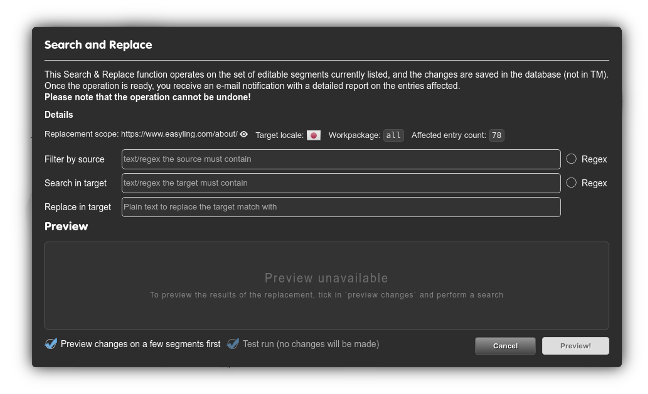 Search and Replace
This Search & Replace function operates on the set of editable segments currently listed, and the changes are saved in the database (not in TM).
Once the operation is ready, you receive an e-mail notification with a detailed report on the entries affected.
Please note that the operation cannot be undone!
Details
Replacement scope: https://www.easyling.com/about/ Target locale: Workpackage: all Affected entry count: 78
Filter by source text/regex the source must contain Regex
Search in target text/regex the target must contain Regex
Replace in target Plain text to replace the target match with
Preview
Preview unavailable
To preview the results of the replacement, tick in `preview changes` and perform a search
Preview changes on a few segments first Test run (no changes will be made) Cancel Preview!